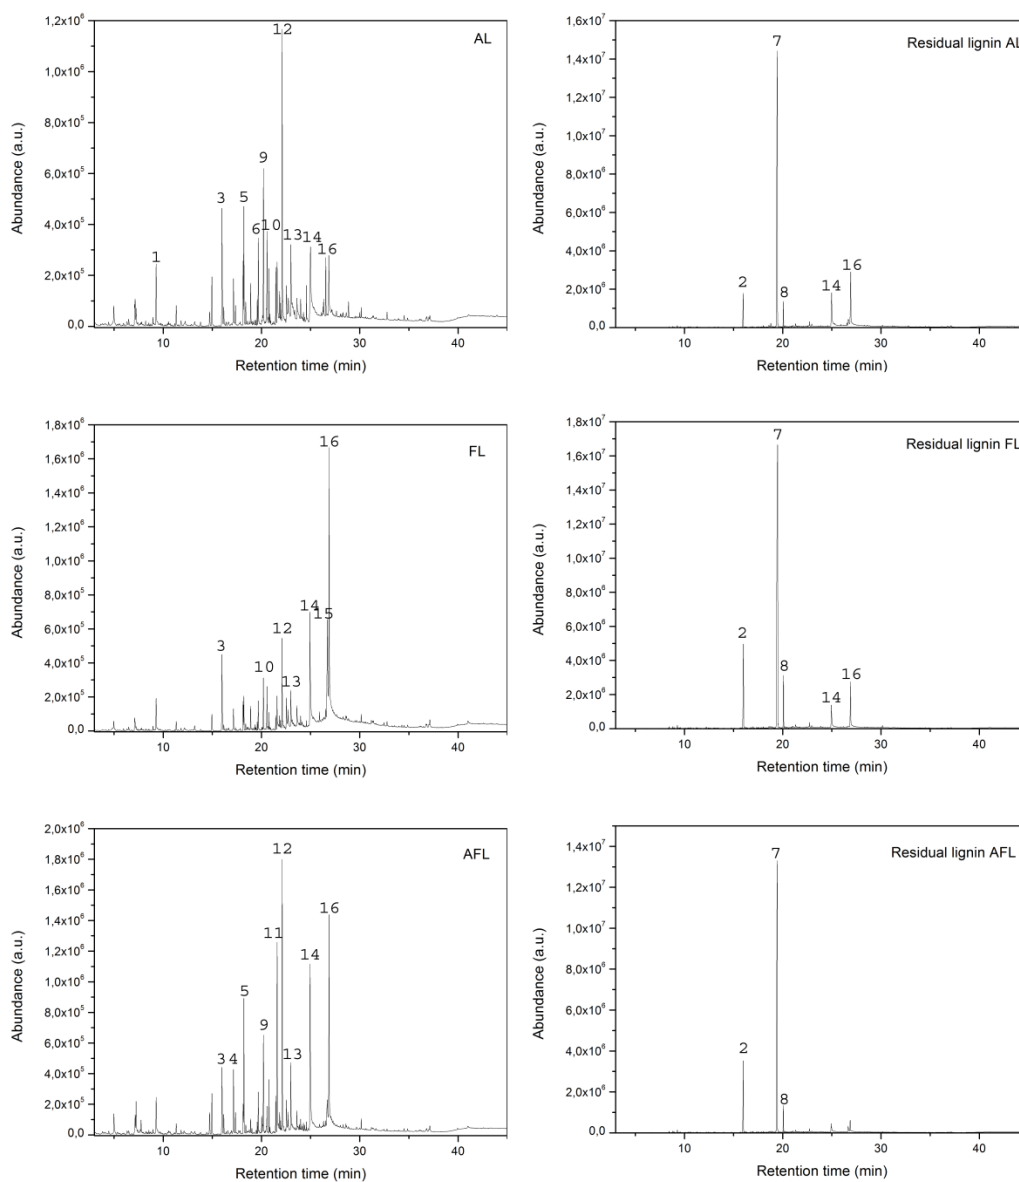 AL
Abundance (a.u.)
1,2x10⁶
1,0x10⁶
8,0x10⁵
6,0x10⁵
4,0x10⁵
2,0x10⁵
0,0
1
3
5
6
9
10
12
13
14
16
10 20 30 40
Retention time (min)
Residual lignin AL
Abundance (a.u.)
1,6x10⁷
1,4x10⁷
1,2x10⁷
1,0x10⁷
8,0x10⁶
6,0x10⁶
4,0x10⁶
2,0x10⁶
0,0
2
7
8
14
16
10 20 30 40
Retention time (min)
FL
Abundance (a.u.)
1,8x10⁶
1,6x10⁶
1,4x10⁶
1,2x10⁶
1,0x10⁶
8,0x10⁵
6,0x10⁵
4,0x10⁵
2,0x10⁵
0,0
3
10
12
13
14
15
16
10 20 30 40
Retention time (min)
Residual lignin FL
Abundance (a.u.)
1,8x10⁷
1,6x10⁷
1,4x10⁷
1,2x10⁷
1,0x10⁷
8,0x10⁶
6,0x10⁶
4,0x10⁶
2,0x10⁶
0,0
2
7
8
14
16
10 20 30 40
Retention time (min)
AFL
Abundance (a.u.)
2,0x10⁶
1,8x10⁶
1,6x10⁶
1,4x10⁶
1,2x10⁶
1,0x10⁶
8,0x10⁵
6,0x10⁵
4,0x10⁵
2,0x10⁵
0,0
3
4
5
9
11
12
13
14
16
10 20 30 40
Retention time (min)
Residual lignin AFL
Abundance (a.u.)
1,4x10⁷
1,2x10⁷
1,0x10⁷
8,0x10⁶
6,0x10⁶
4,0x10⁶
2,0x10⁶
0,0
2
7
8
10 20 30 40
Retention time (min)